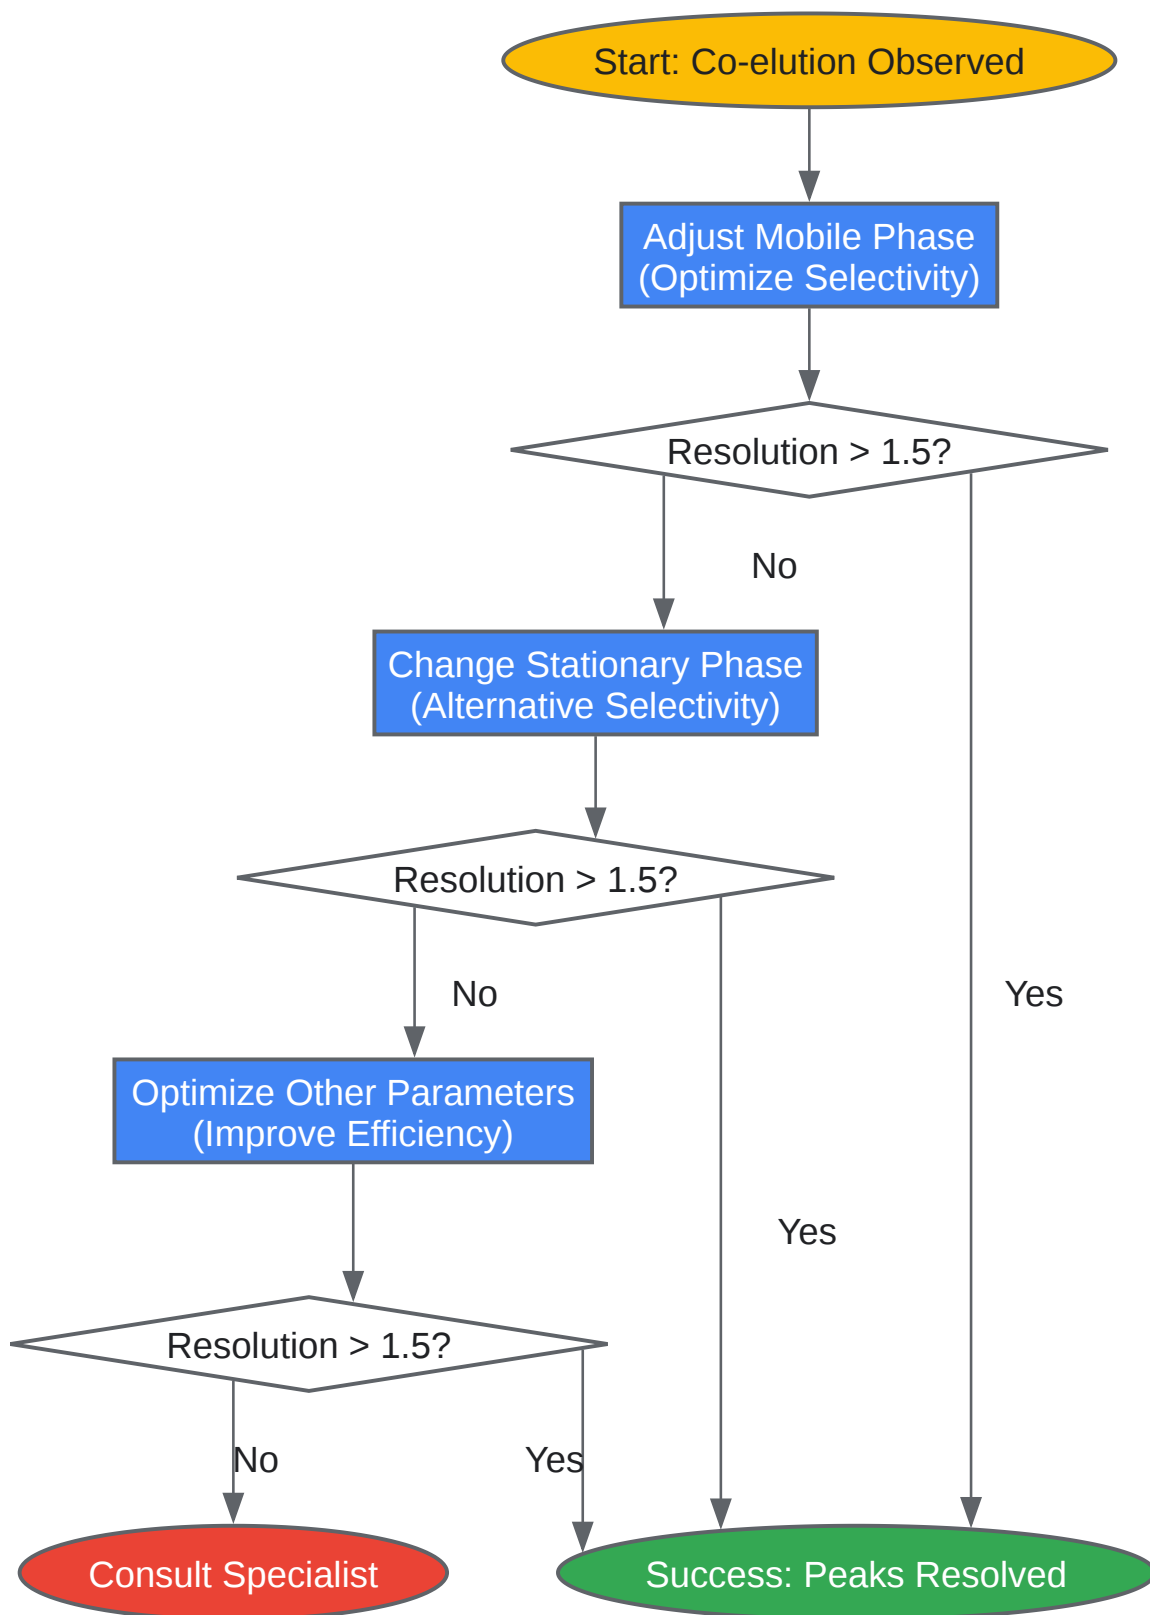 Start: Co-elution Observed
Adjust Mobile Phase
(Optimize Selectivity)
Resolution > 1.5?
No
Change Stationary Phase
(Alternative Selectivity)
Resolution > 1.5?
No
Yes
Optimize Other Parameters
(Improve Efficiency)
Yes
Resolution > 1.5?
No
Yes
Consult Specialist
Success: Peaks Resolved